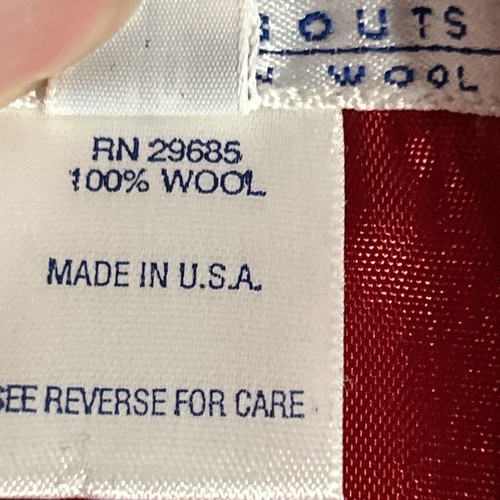 OUTS
WOOL
RN 29685
100% WOOL
MADE IN U.S.A.
SEE REVERSE FOR CARE